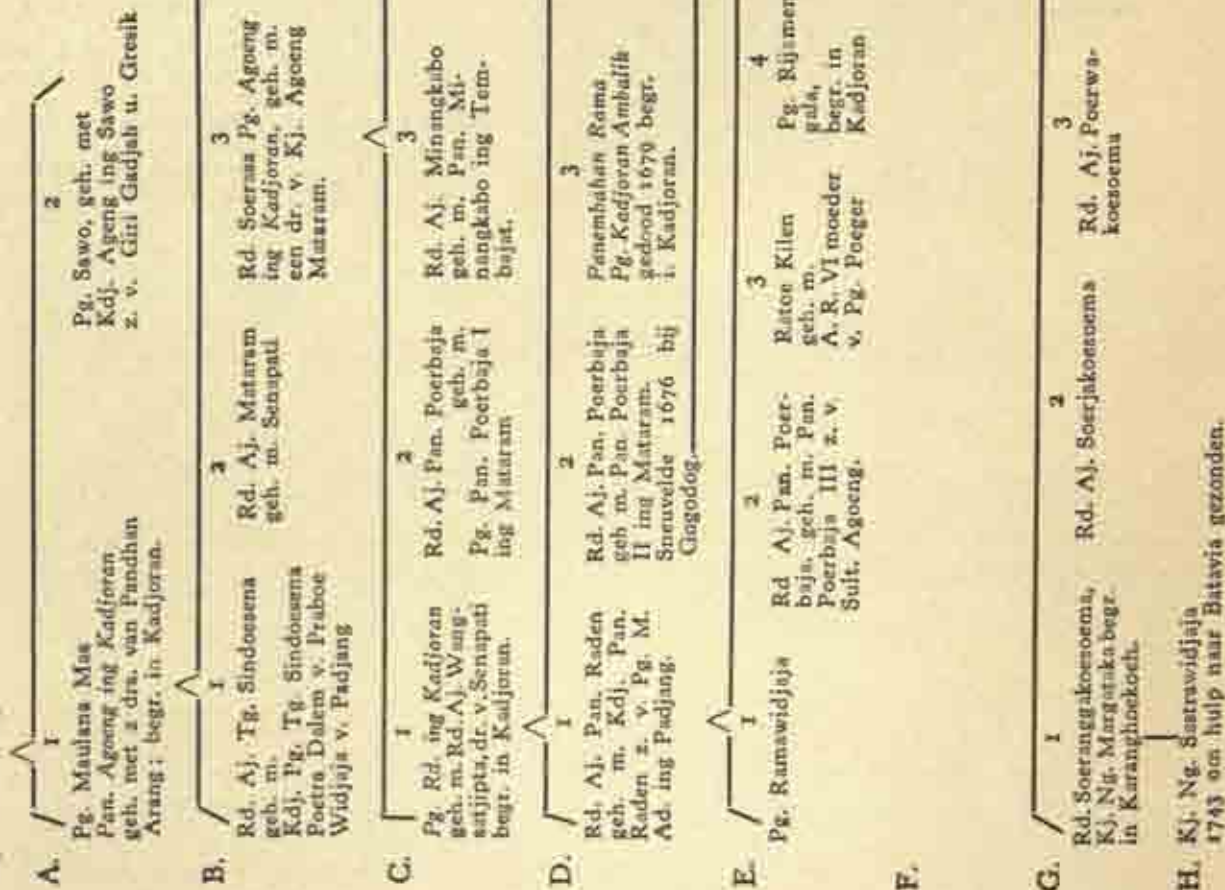 A.
1
Pg. Maulana Mas
Pan. Agoeng ing Kadjoran
geh. met 2 drs. van Pandhan
Arang; begr. in Kadjoran.
2
Pg. Sawo, geh. met
Kdj. Ageng ing Sawo
z. v. Giri Gadjah u. Gresik
B.
1
Rd. Aj. Tg. Sindoesena
geh. m.
Kdj. Pg. Tg. Sindoesena
Poetra Dalem v. Praboe
Widjaja v. Padjang
2
Rd. Aj. Mataram
geh. m. Senapati
3
Rd. Soerasa Pg. Agoeng
ing Kadjoran, geh. m.
een dr. v. Kj. Agoeng
Mataram.
C.
1
Pg. Rd. ing Kadjoran
geh. m. Rd. Aj. Wang-
satjipta, dr. v. Senapati
begr. in Kadjoran.
2
Rd. Aj. Pan. Poerbaja
geh. m.
Pg. Pan. Poerbaja I
ing Mataram
3
Rd. Aj. Minangkabo
geh. m. Pan. Mi-
nangkabo ing Tem-
bajat.
D.
1
Rd. Aj. Pan. Raden
geh. m. Kdj. Pan.
Raden z. v. Pg. M.
Ad. ing Padjang.
2
Rd. Aj. Pan. Poerbaja
geh m. Pan Poerbaja
II ing Mataram.
Sneuvelde 1676 bij
Gogodog.
3
Panembahan Rama
Pg. Kadjoran Ambalik
gedood 1679 begr.
i. Kadjoran.
E.
1
Pg. Ramawidjaja
2
Rd Aj. Pan. Poer-
baja, geh. m. Pan.
Poerbaja III z. v.
Sult. Agoeng.
3
Ratoe Kilen
geh. m.
A. R. VI moeder
v. Pg. Poeger
4
Pg. Rijamen
gala,
begr. in
Kadjoran
F.
G.
1
Rd. Soeranggakoesoema,
Kj. Ng. Margataka begr.
in Karanghokoch.
2
Rd. Aj. Soerjakoesoema
3
Rd. Aj. Poerwa-
koesoema
H. Kj. Ng. Sastrawidjaja
1743 om hulp naar Batavia gezonden.